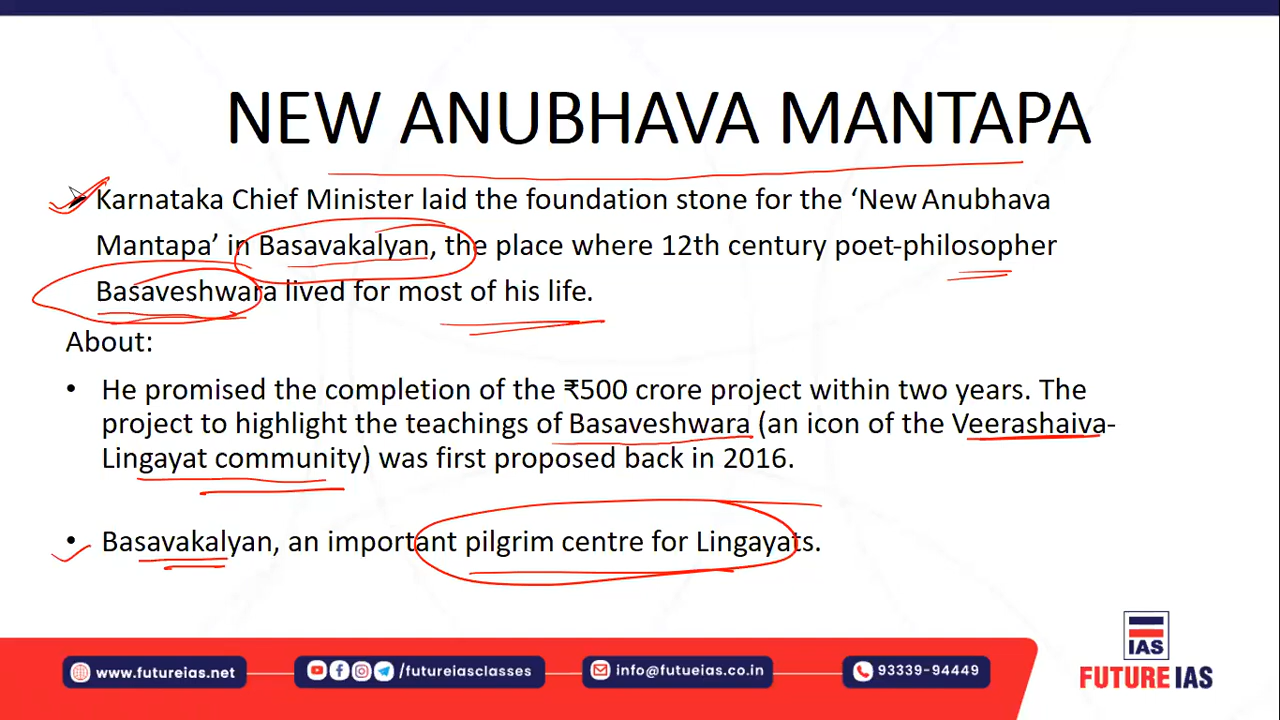 NEW ANUBHAVA MANTAPA
Karnataka Chief Minister laid the foundation stone for the ‘New Anubhava
Mantapa’ in Basavakalyan, the place where 12th century poet-philosopher
Basaveshwara lived for most of his life.
About:
• He promised the completion of the ₹500 crore project within two years. The
project to highlight the teachings of Basaveshwara (an icon of the Veerashaiva-
Lingayat community) was first proposed back in 2016.
• Basavakalyan, an important pilgrim centre for Lingayats.
IAS
www.futureias.net /futureiasclasses info@futueias.co.in 93339-94449
FUTURE IAS